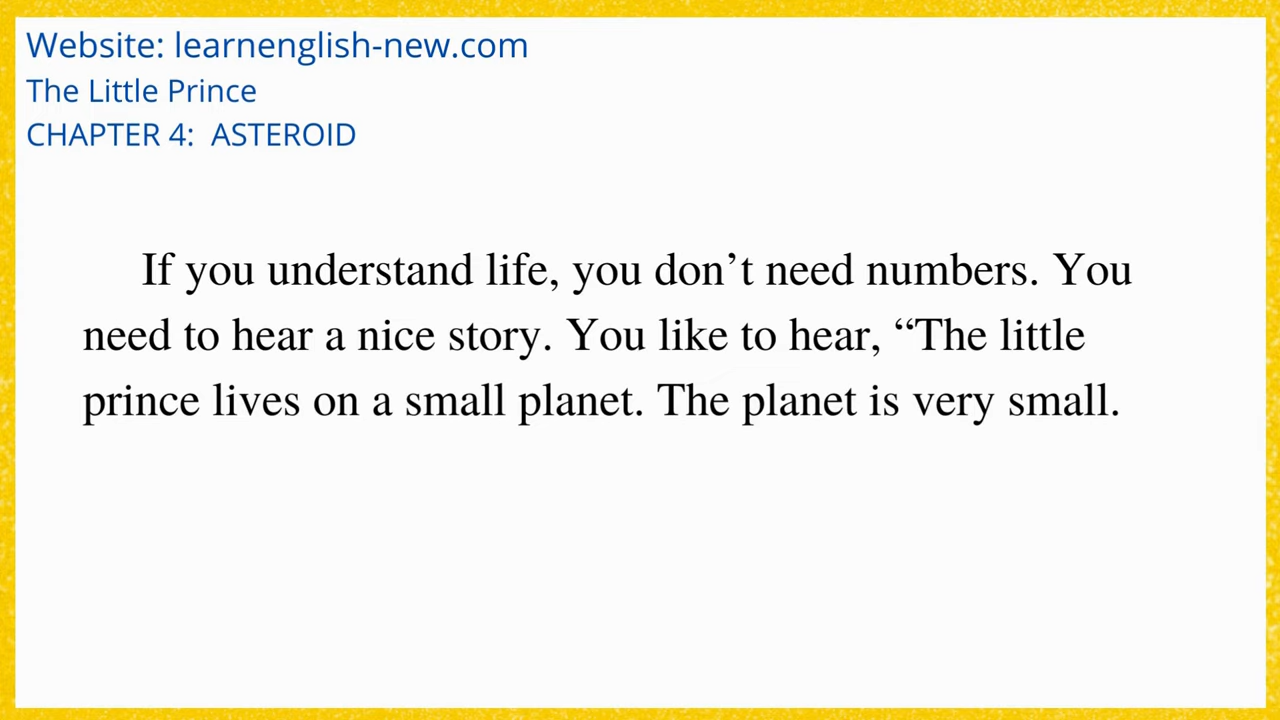 Website: learnenglish-new.com
The Little Prince
CHAPTER 4:  ASTEROID
If you understand life, you don’t need numbers. You
need to hear a nice story. You like to hear, “The little
prince lives on a small planet. The planet is very small.